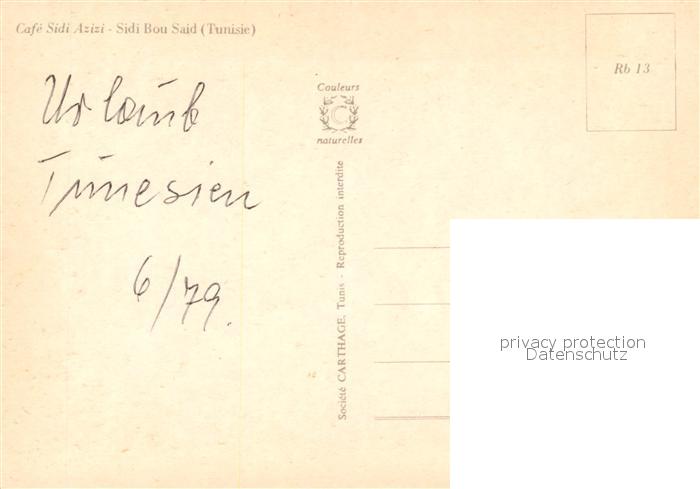 Café Sidi Azizi - Sidi Bou Said (Tunisie)
Rb 13
Urlaub
Tunesien
6/79.
Couleurs
naturelles
Société CARTHAGE, Tunis - Reproduction interdite
privacy protection
Datenschutz